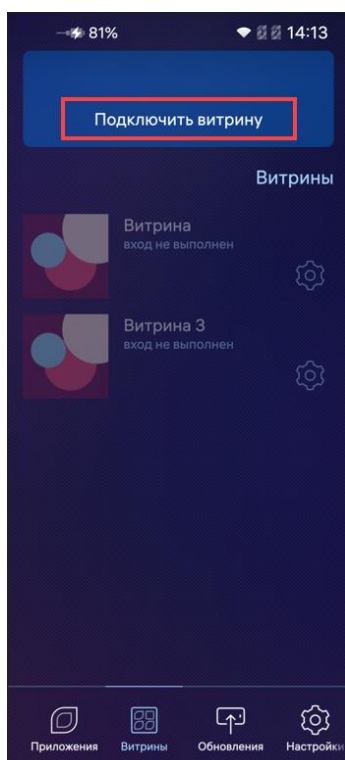 81%
14:13
Подключить витрину
Витрины
Витрина
вход не выполнен
Витрина 3
вход не выполнен
Приложения
Витрины
Обновления
Настройки